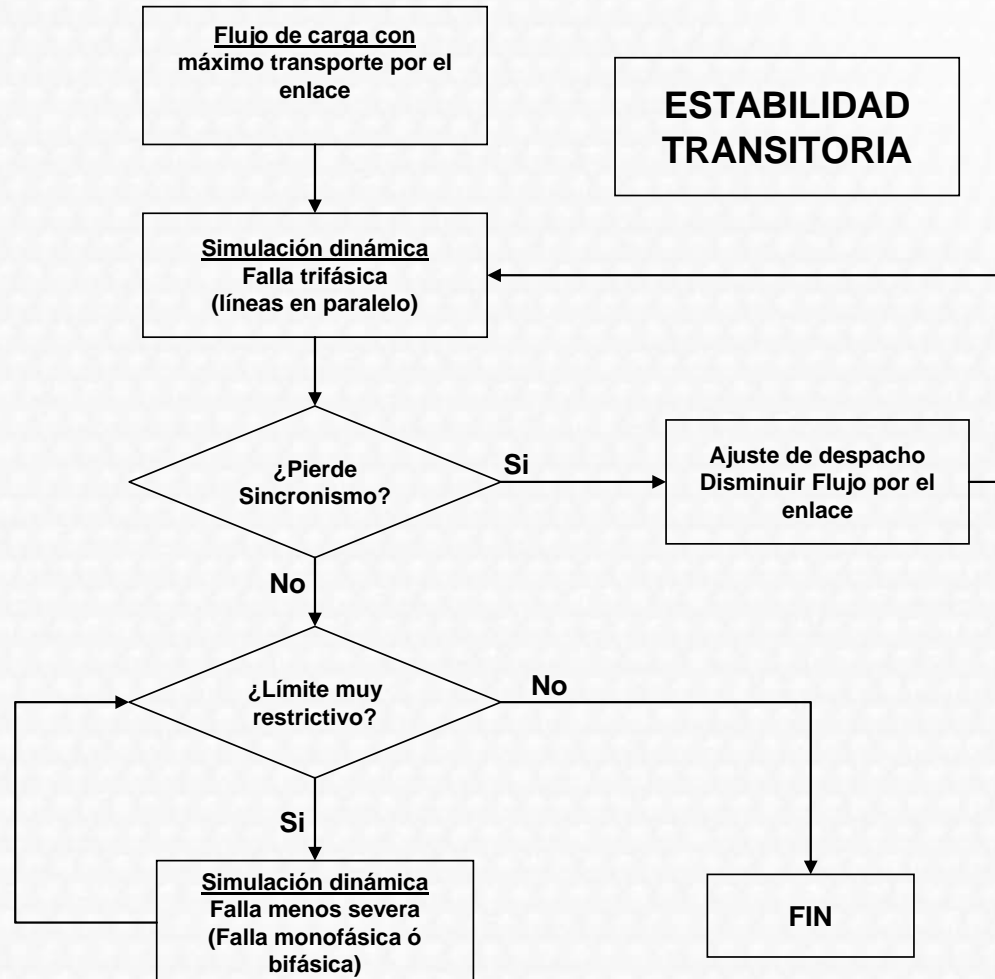 Flujo de carga con
máximo transporte por el
enlace
ESTABILIDAD
TRANSITORIA
Simulación dinámica
Falla trifásica
(líneas en paralelo)
¿Pierde
Sincronismo?
Si
Ajuste de despacho
Disminuir Flujo por el
enlace
No
¿Límite muy
restrictivo?
No
Si
Simulación dinámica
Falla menos severa
(Falla monofásica ó
bifásica)
FIN